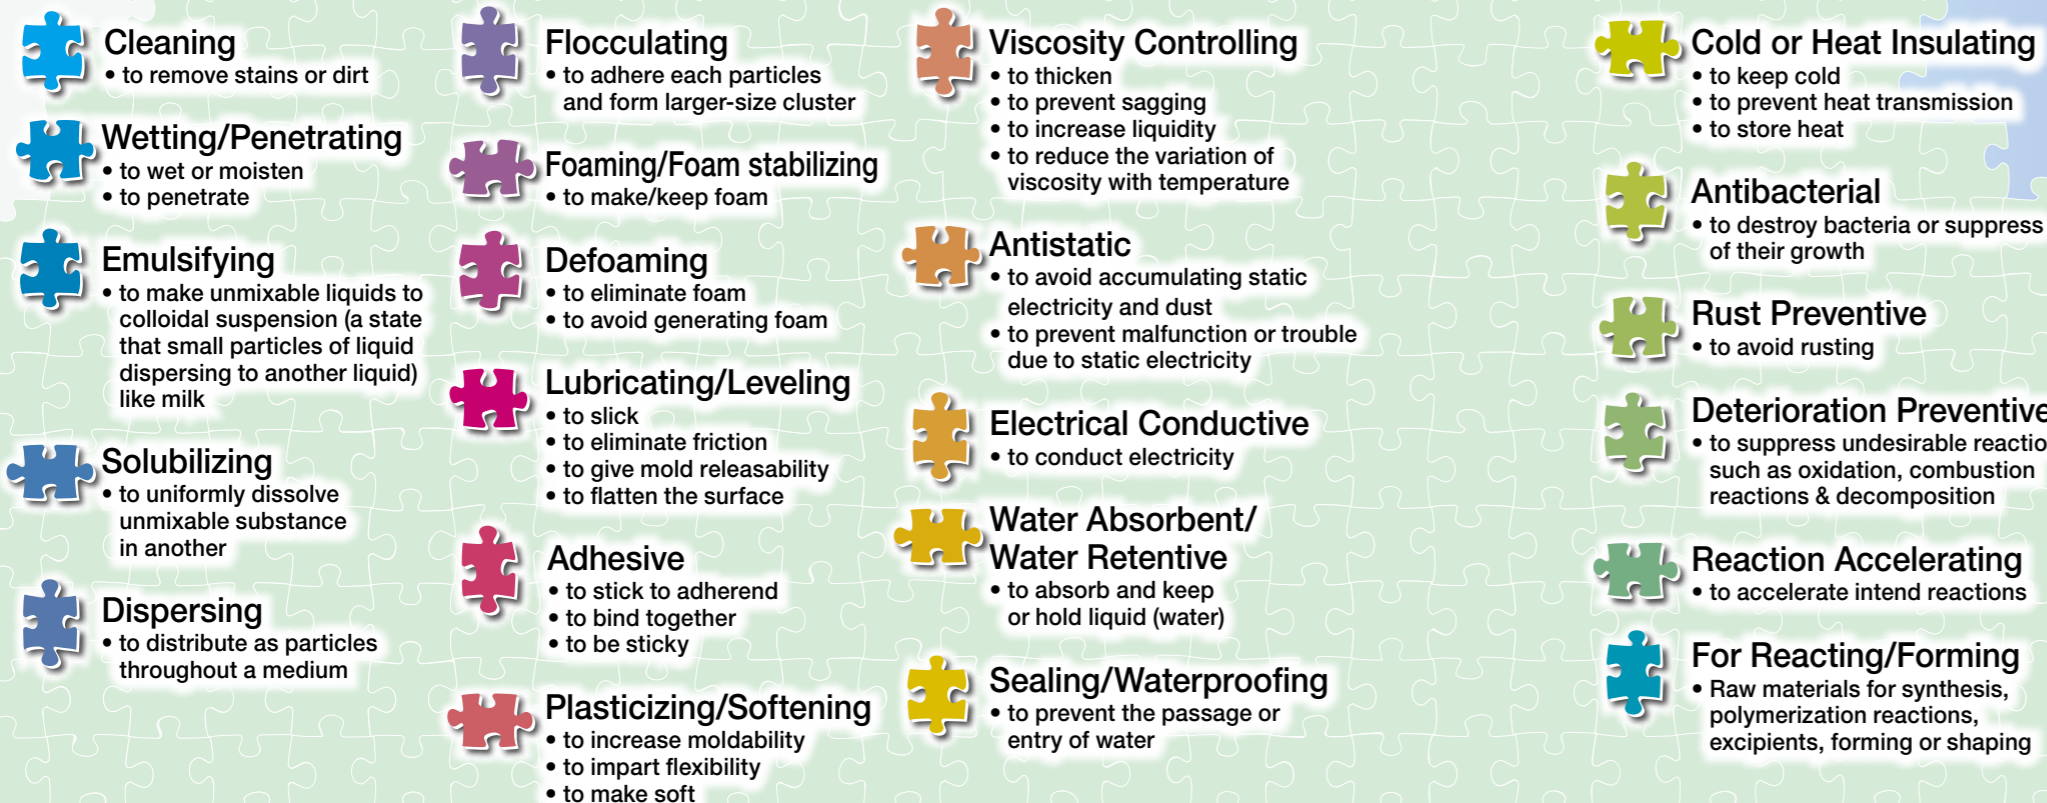 Cleaning
• to remove stains or dirt
Wetting/Penetrating
• to wet or moisten
• to penetrate
Emulsifying
• to make unmixable liquids to
colloidal suspension (a state
that small particles of liquid
dispersing to another liquid)
like milk
Solubilizing
• to uniformly dissolve
unmixable substance
in another
Dispersing
• to distribute as particles
throughout a medium
Flocculating
• to adhere each particles
and form larger-size cluster
Foaming/Foam stabilizing
• to make/keep foam
Defoaming
• to eliminate foam
• to avoid generating foam
Lubricating/Leveling
• to slick
• to eliminate friction
• to give mold releasability
• to flatten the surface
Adhesive
• to stick to adherend
• to bind together
• to be sticky
Plasticizing/Softening
• to increase moldability
• to impart flexibility
• to make soft
Viscosity Controlling
• to thicken
• to prevent sagging
• to increase liquidity
• to reduce the variation of
viscosity with temperature
Antistatic
• to avoid accumulating static
electricity and dust
• to prevent malfunction or trouble
due to static electricity
Electrical Conductive
• to conduct electricity
Water Absorbent/
Water Retentive
• to absorb and keep
or hold liquid (water)
Sealing/Waterproofing
• to prevent the passage or
entry of water
Cold or Heat Insulating
• to keep cold
• to prevent heat transmission
• to store heat
Antibacterial
• to destroy bacteria or suppress
of their growth
Rust Preventive
• to avoid rusting
Deterioration Preventive
• to suppress undesirable reactio
such as oxidation, combustion
reactions & decomposition
Reaction Accelerating
• to accelerate intend reactions
For Reacting/Forming
• Raw materials for synthesis,
polymerization reactions,
excipients, forming or shaping